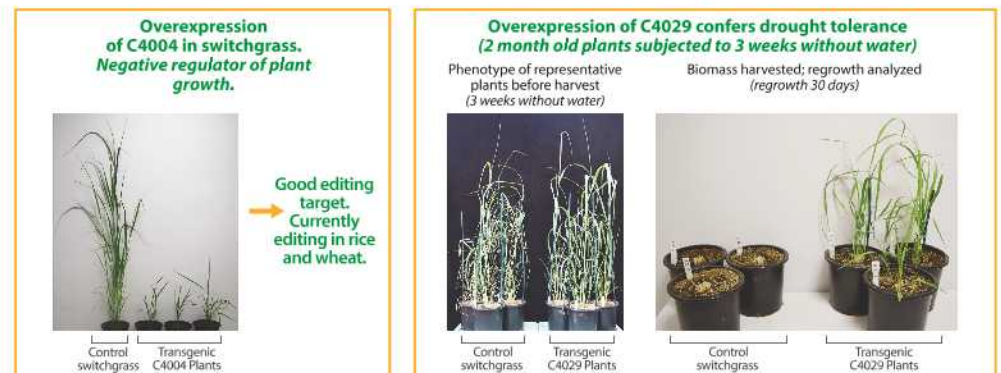 Overexpression
of C4004 in switchgrass.
Negative regulator of plant
growth.
Good editing
target.
Currently
editing in rice
and wheat.
Control
switchgrass
Transgenic
C4004 Plants
Overexpression of C4029 confers drought tolerance
(2 month old plants subjected to 3 weeks without water)
Phenotype of representative
plants before harvest
(3 weeks without water)
Biomass harvested; regrowth analyzed
(regrowth 30 days)
Control
switchgrass
Transgenic
C4029 Plants
Control
switchgrass
Transgenic
C4029 Plants